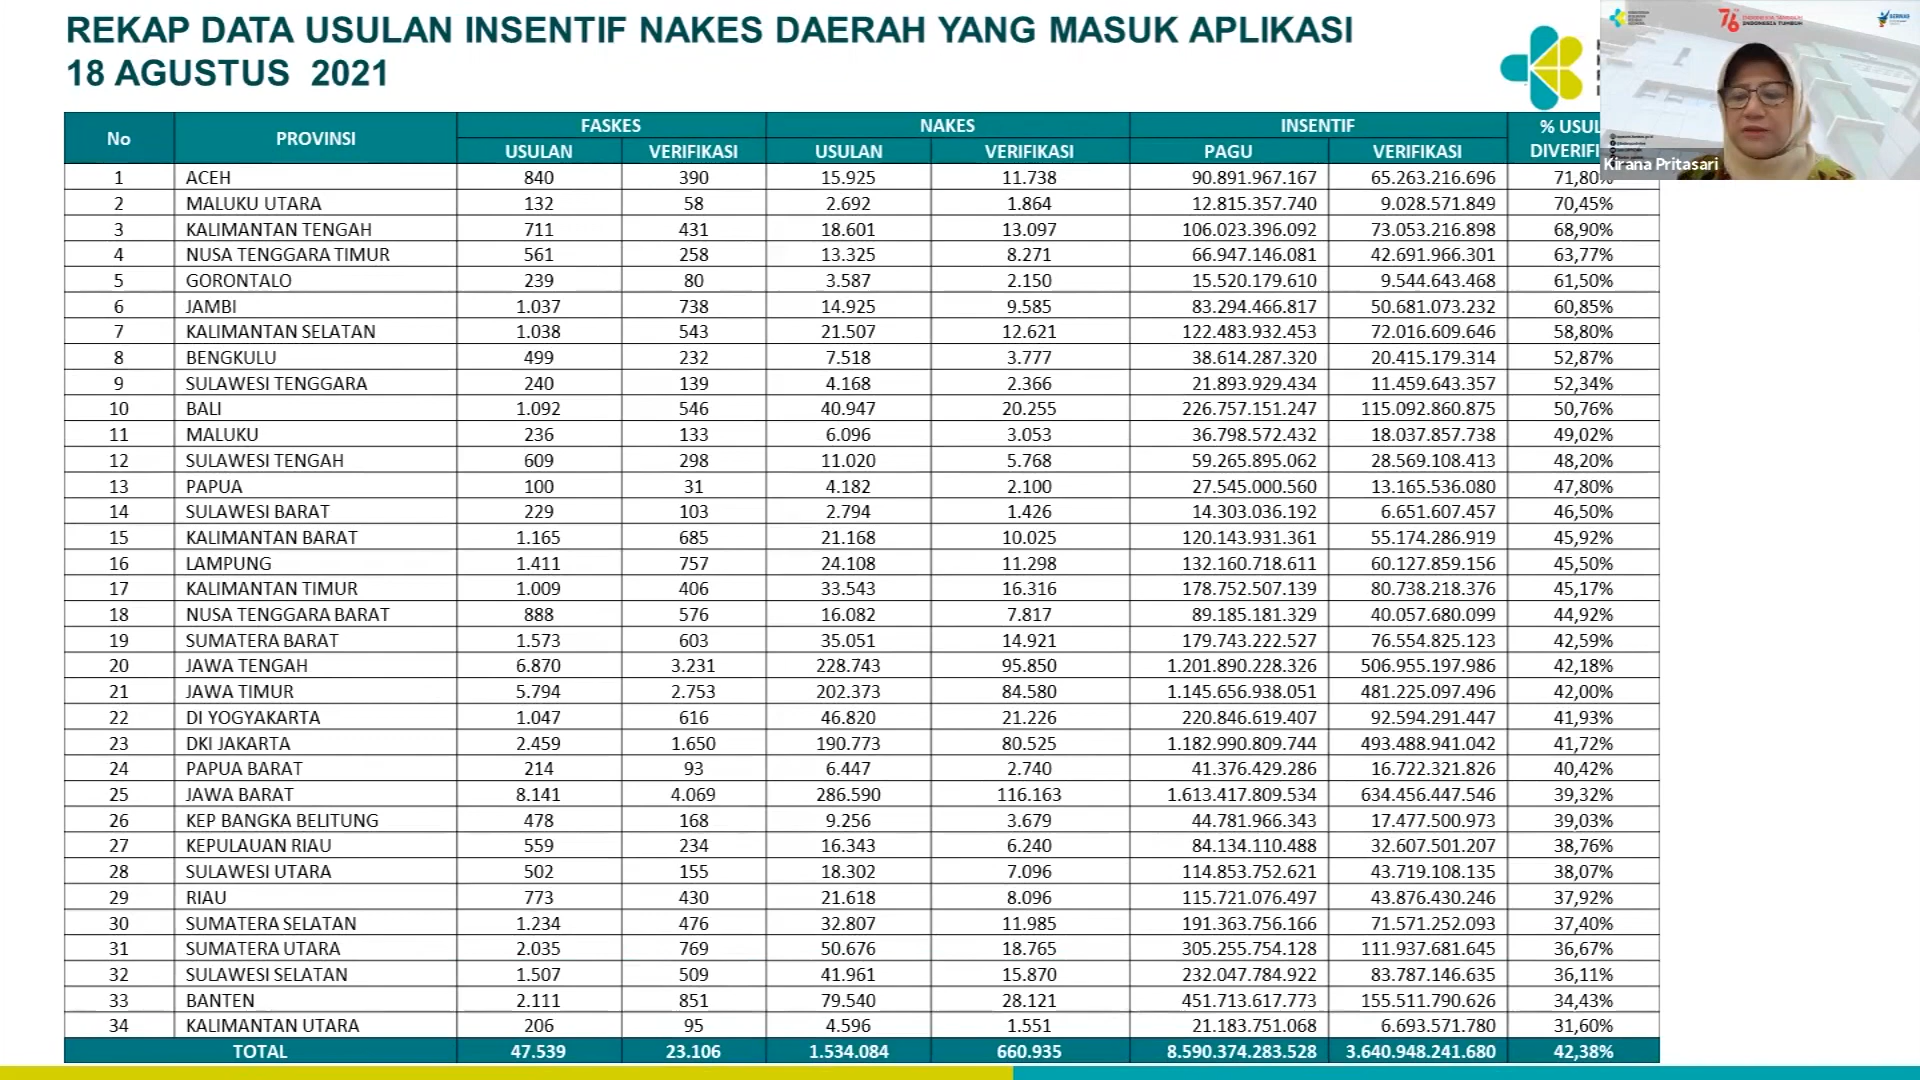 REKAP DATA USULAN INSENTIF NAKES DAERAH YANG MASUK APLIKASI
18 AGUSTUS 2021
76
INDONESIA TUMBUH
Kirana Pritasari
No PROVINSI FASKES NAKES INSENTIF % USUL
USULAN VERIFIKASI USULAN VERIFIKASI PAGU VERIFIKASI DIVERIFI
1 ACEH 840 390 15.925 11.738 90.891.967.167 65.263.216.696 71,80%
2 MALUKU UTARA 132 58 2.692 1.864 12.815.357.740 9.028.571.849 70,45%
3 KALIMANTAN TENGAH 711 431 18.601 13.097 106.023.396.092 73.053.216.898 68,90%
4 NUSA TENGGARA TIMUR 561 258 13.325 8.271 66.947.146.081 42.691.966.301 63,77%
5 GORONTALO 239 80 3.587 2.150 15.520.179.610 9.544.643.468 61,50%
6 JAMBI 1.037 738 14.925 9.585 83.294.466.817 50.681.073.232 60,85%
7 KALIMANTAN SELATAN 1.038 543 21.507 12.621 122.483.932.453 72.016.609.646 58,80%
8 BENGKULU 499 232 7.518 3.777 38.614.287.320 20.415.179.314 52,87%
9 SULAWESI TENGGARA 240 139 4.168 2.366 21.893.929.434 11.459.643.357 52,34%
10 BALI 1.092 546 40.947 20.255 226.757.151.247 115.092.860.875 50,76%
11 MALUKU 236 133 6.096 3.053 36.798.572.432 18.037.857.738 49,02%
12 SULAWESI TENGAH 609 298 11.020 5.768 59.265.895.062 28.569.108.413 48,20%
13 PAPUA 100 31 4.182 2.100 27.545.000.560 13.165.536.080 47,80%
14 SULAWESI BARAT 229 103 2.794 1.426 14.303.036.192 6.651.607.457 46,50%
15 KALIMANTAN BARAT 1.165 685 21.168 10.025 120.143.931.361 55.174.286.919 45,92%
16 LAMPUNG 1.411 757 24.108 11.298 132.160.718.611 60.127.859.156 45,50%
17 KALIMANTAN TIMUR 1.009 406 33.543 16.316 178.752.507.139 80.738.218.376 45,17%
18 NUSA TENGGARA BARAT 888 576 16.082 7.817 89.185.181.329 40.057.680.099 44,92%
19 SUMATERA BARAT 1.573 603 35.051 14.921 179.743.222.527 76.554.825.123 42,59%
20 JAWA TENGAH 6.870 3.231 228.743 95.850 1.201.890.228.326 506.955.197.986 42,18%
21 JAWA TIMUR 5.794 2.753 202.373 84.580 1.145.656.938.051 481.225.097.496 42,00%
22 DI YOGYAKARTA 1.047 616 46.820 21.226 220.846.619.407 92.594.291.447 41,93%
23 DKI JAKARTA 2.459 1.650 190.773 80.525 1.182.990.809.744 493.488.941.042 41,72%
24 PAPUA BARAT 214 93 6.447 2.740 41.376.429.286 16.722.321.826 40,42%
25 JAWA BARAT 8.141 4.069 286.590 116.163 1.613.417.809.534 634.456.447.546 39,32%
26 KEP BANGKA BELITUNG 478 168 9.256 3.679 44.781.966.343 17.477.500.973 39,03%
27 KEPULAUAN RIAU 559 234 16.343 6.240 84.134.110.488 32.607.501.207 38,76%
28 SULAWESI UTARA 502 155 18.302 7.096 114.853.752.621 43.719.108.135 38,07%
29 RIAU 773 430 21.618 8.096 115.721.076.497 43.876.430.246 37,92%
30 SUMATERA SELATAN 1.234 476 32.807 11.985 191.363.756.166 71.571.252.093 37,40%
31 SUMATERA UTARA 2.035 769 50.676 18.765 305.255.754.128 111.937.681.645 36,67%
32 SULAWESI SELATAN 1.507 509 41.961 15.870 232.047.784.922 83.787.146.635 36,11%
33 BANTEN 2.111 851 79.540 28.121 451.713.617.773 155.511.790.626 34,43%
34 KALIMANTAN UTARA 206 95 4.596 1.551 21.183.751.068 6.693.571.780 31,60%
TOTAL 47.539 23.106 1.534.084 660.935 8.590.374.283.528 3.640.948.241.680 42,38%